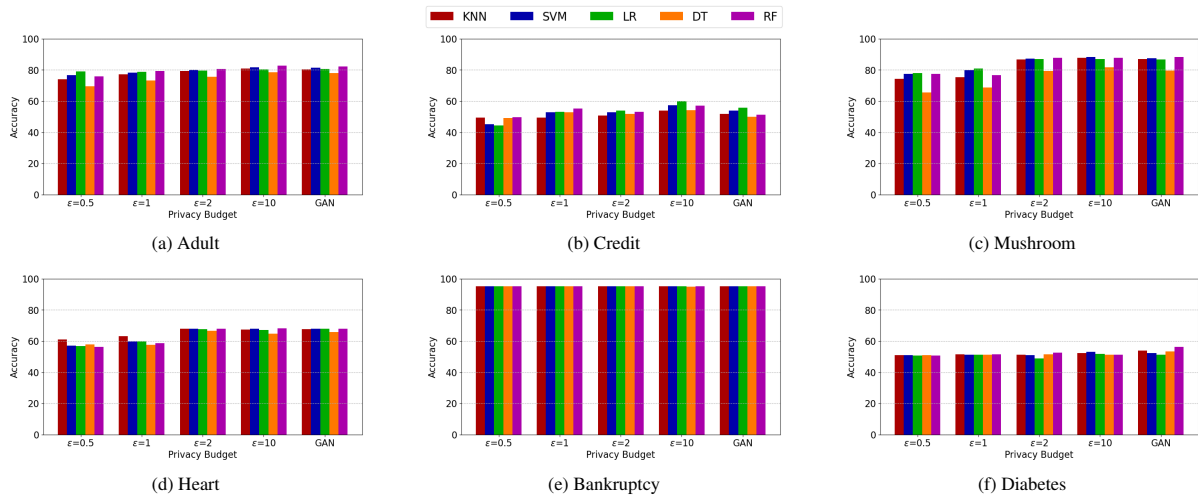 KNN SVM LR DT RF
100
80
60
40
20
0
Accuracy
ε=0.5 ε=1 ε=2 ε=10 GAN
Privacy Budget
(a) Adult
100
80
60
40
20
0
Accuracy
ε=0.5 ε=1 ε=2 ε=10 GAN
Privacy Budget
(b) Credit
100
80
60
40
20
0
Accuracy
ε=0.5 ε=1 ε=2 ε=10 GAN
Privacy Budget
(c) Mushroom
100
80
60
40
20
0
Accuracy
ε=0.5 ε=1 ε=2 ε=10 GAN
Privacy Budget
(d) Heart
100
80
60
40
20
0
Accuracy
ε=0.5 ε=1 ε=2 ε=10 GAN
Privacy Budget
(e) Bankruptcy
100
80
60
40
20
0
Accuracy
ε=0.5 ε=1 ε=2 ε=10 GAN
Privacy Budget
(f) Diabetes